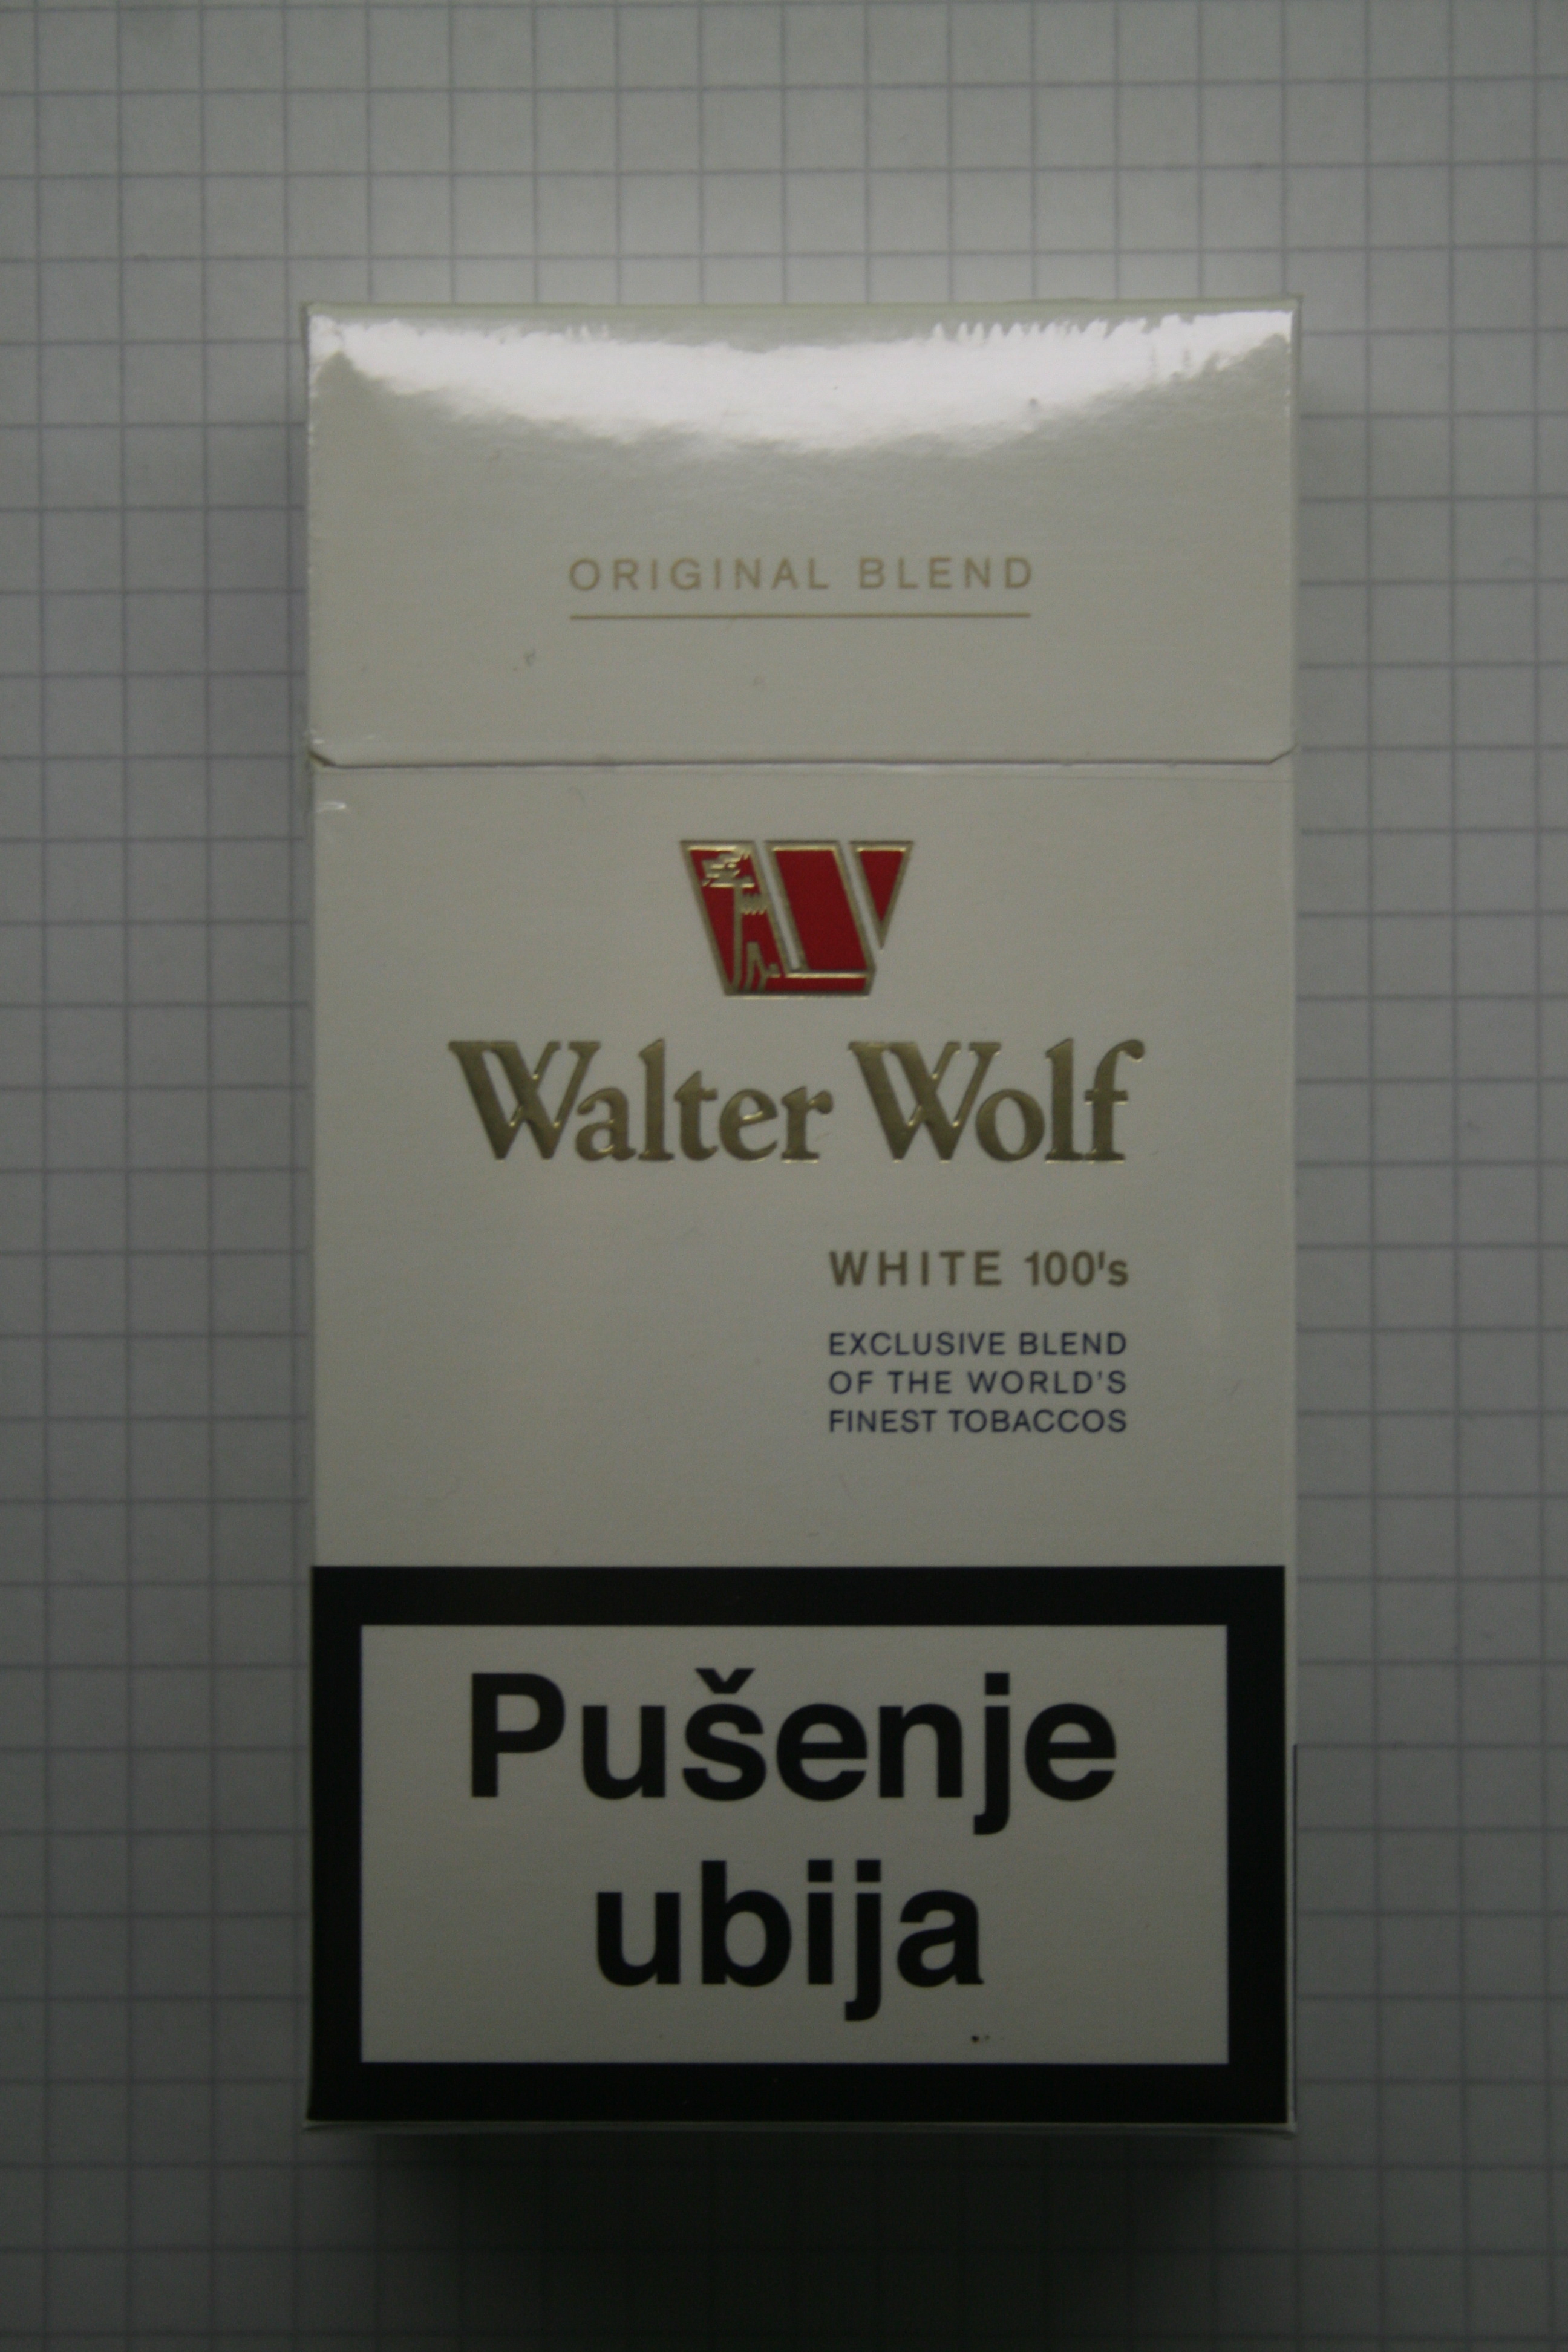 ORIGINAL BLEND
Walter Wolf
WHITE 100's
EXCLUSIVE BLEND
OF THE WORLD'S
FINEST TOBACCOS
Pušenje
ubija